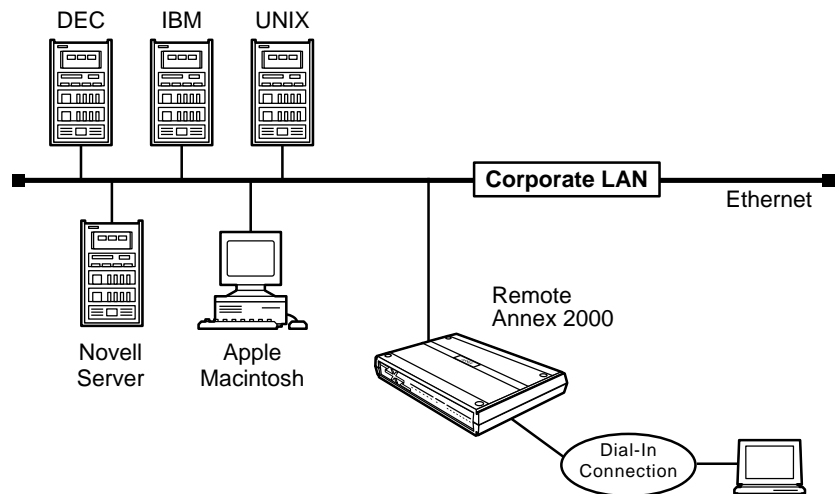 DEC
IBM
UNIX
Corporate LAN
Ethernet
Novell
Server
Apple
Macintosh
Remote
Annex 2000
Dial-In
Connection